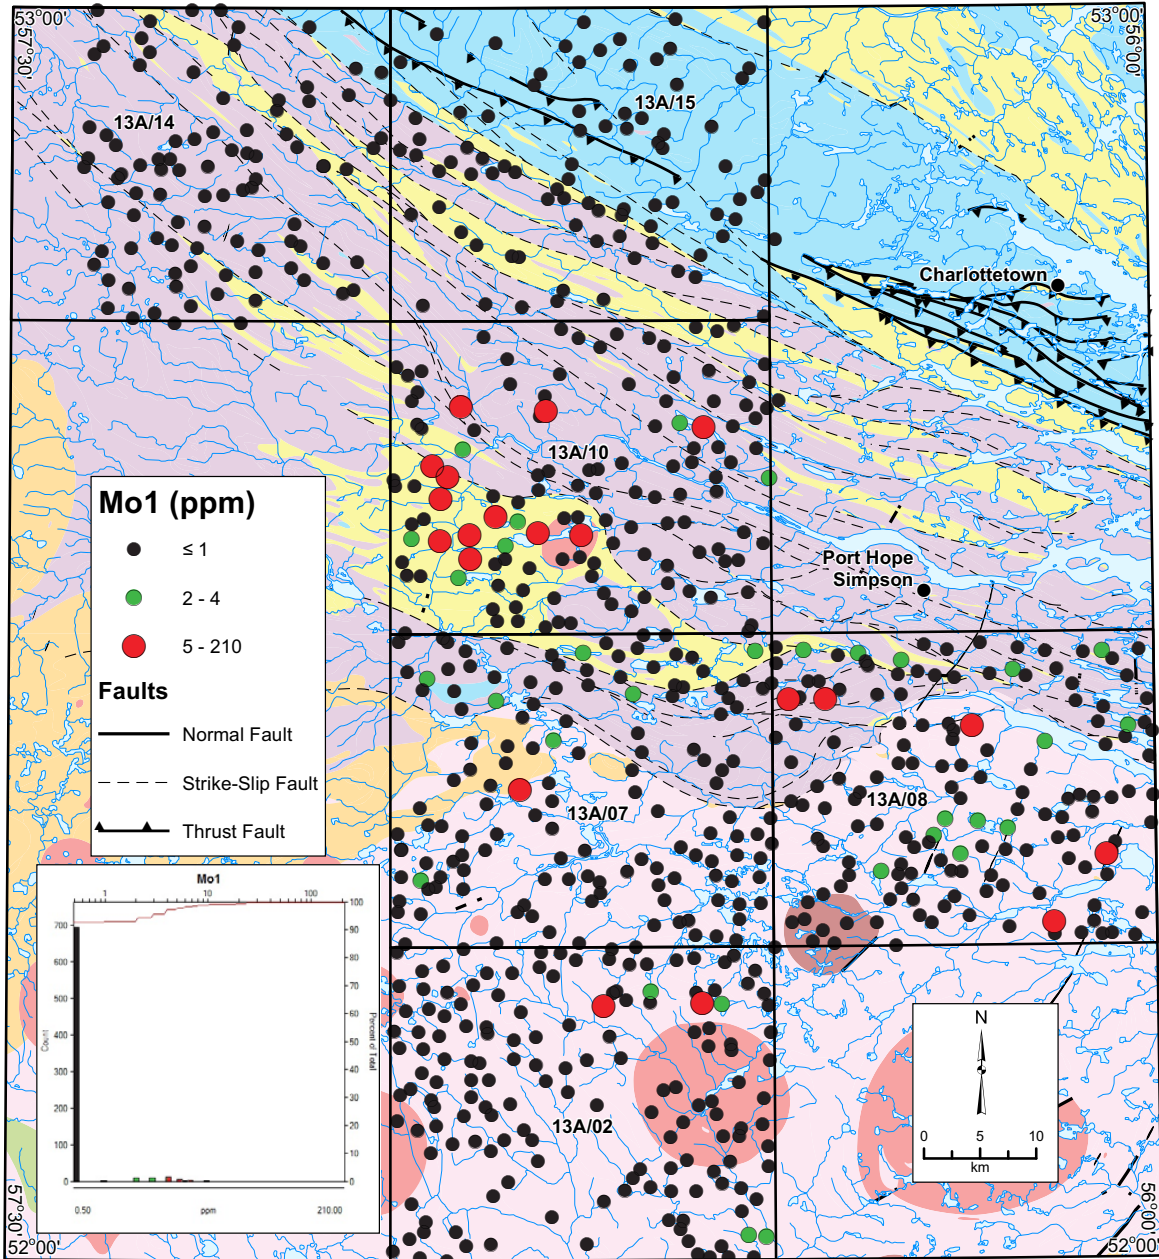 53°00'
57°30'
53°00'
56°00'
13A/15
13A/14
Charlottetown
13A/10
Port Hope
Simpson
13A/07
13A/08
13A/02
Mo1 (ppm)
≤ 1
2 - 4
5 - 210
Faults
Normal Fault
Strike-Slip Fault
Thrust Fault
Mo1
1 10 100
700
600
500
400
300
200
100
0
Count
100
90
80
70
60
50
40
30
20
10
0
Percent of Total
0.50 ppm 210.00
N
0 5 10
km
57°30'
52°00'
56°00'
52°00'